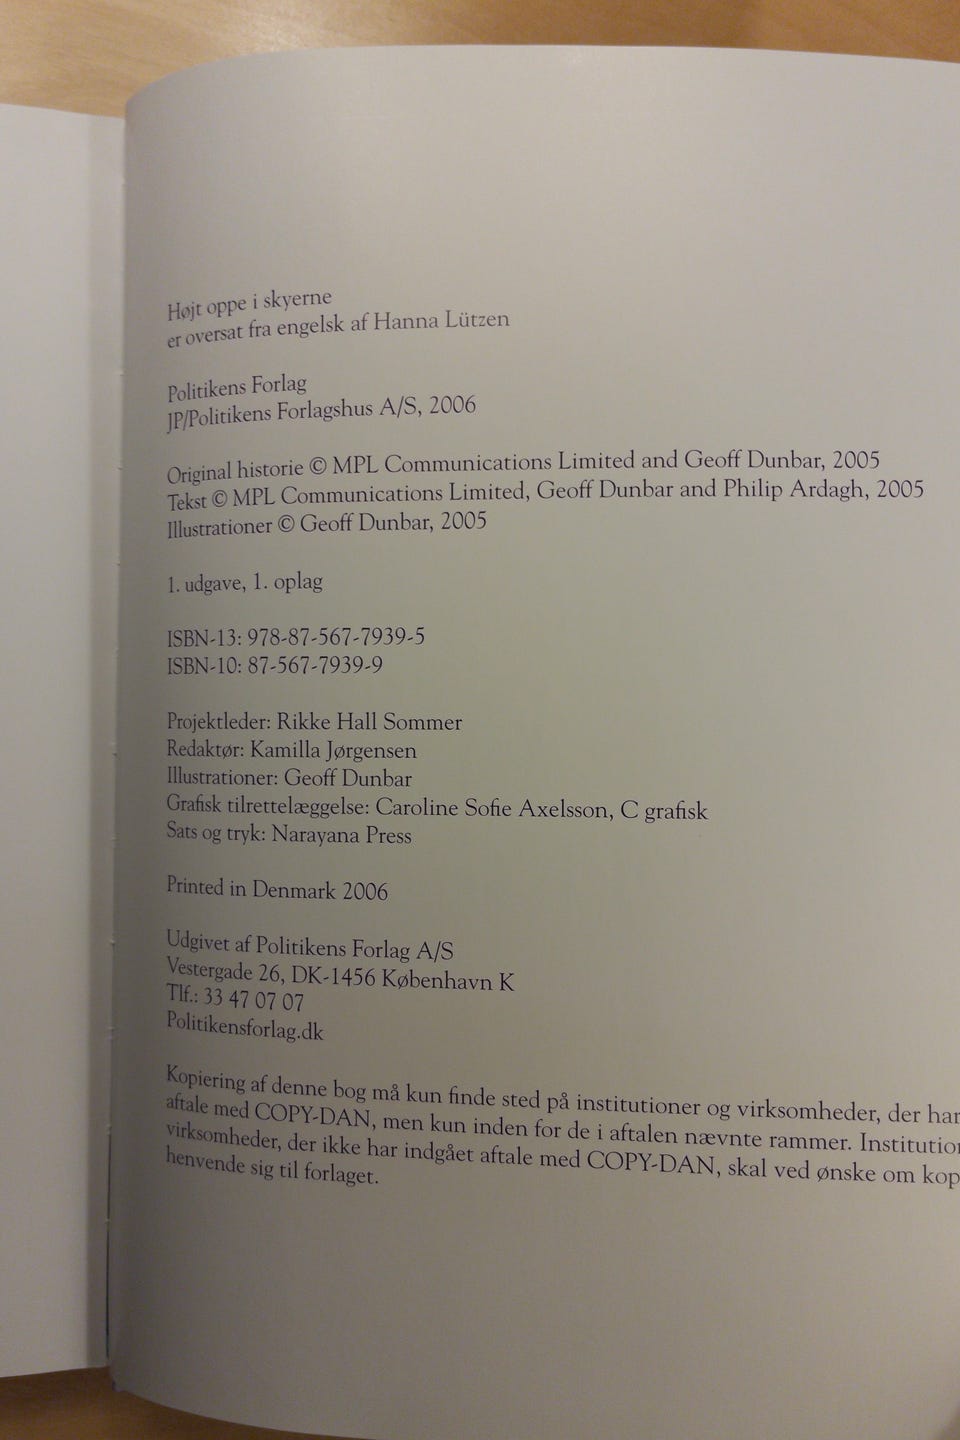 Højt oppe i skyerne
er oversat fra engelsk af Hanna Lützen
Politikens Forlag
JP/Politikens Forlagshus A/S, 2006
Original historie © MPL Communications Limited and Geoff Dunbar, 2005
Tekst © MPL Communications Limited, Geoff Dunbar and Philip Ardagh, 2005
Illustrationer © Geoff Dunbar, 2005
1. udgave, 1. oplag
ISBN-13: 978-87-567-7939-5
ISBN-10: 87-567-7939-9
Projektleder: Rikke Hall Sommer
Redaktør: Kamilla Jørgensen
Illustrationer: Geoff Dunbar
Grafisk tilrettelæggelse: Caroline Sofie Axelsson, C grafisk
Sats og tryk: Narayana Press
Printed in Denmark 2006
Udgivet af Politikens Forlag A/S
Vestergade 26, DK-1456 København K
Tlf.: 33 47 07 07
Politikensforlag.dk
Kopiering af denne bog må kun finde sted på institutioner og virksomheder, der har
aftale med COPY-DAN, men kun inden for de i aftalen nævnte rammer. Institutio
virksomheder, der ikke har indgået aftale med COPY-DAN, skal ved ønske om kop
henvende sig til forlaget.